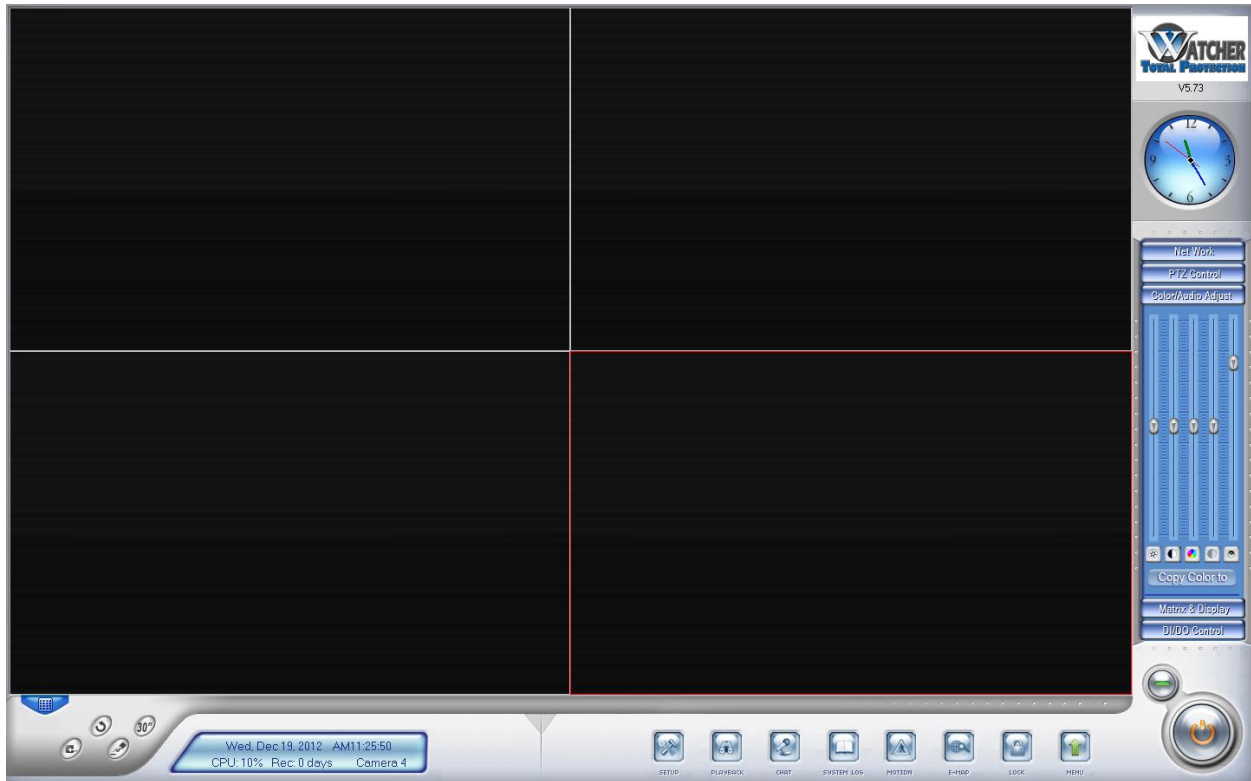 WATCHER
TOTAL PROTECTION
V5.73
12
9
3
6
Net Work
PTZ Control
Color/Audio Adjust
Copy Color to
Matrix & Display
DI/DO Control
30"
Wed, Dec 19, 2012 AM11:25:50
CPU: 10% Rec: 0 days Camera 4
SETUP
PLAYBACK
CHAT
SYSTEM LOG
MOTION
E-MAP
LOCK
MENU